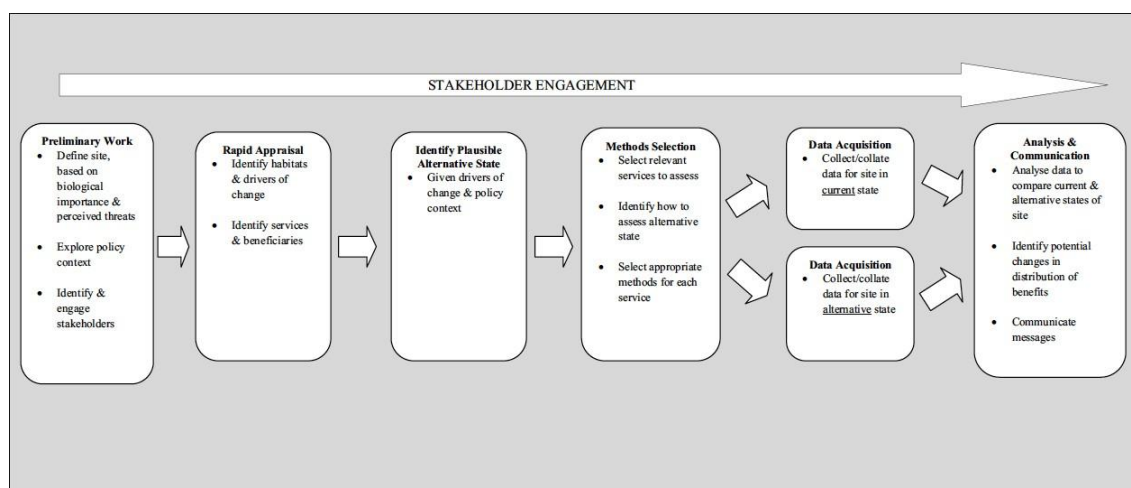 STAKEHOLDER ENGAGEMENT
Preliminary Work
• Define site,
based on
biological
importance &
perceived threats
• Explore policy
context
• Identify &
engage
stakeholders
Rapid Appraisal
• Identify habitats
& drivers of
change
• Identify services
& beneficiaries
Identify Plausible
Alternative State
• Given drivers of
change & policy
context
Methods Selection
• Select relevant
services to assess
• Identify how to
assess alternative
state
• Select appropriate
methods for each
service
Data Acquisition
• Collect/collate
data for site in
current state
Data Acquisition
• Collect/collate
data for site in
alternative state
Analysis &
Communication
• Analyse data to
compare current &
alternative states of
site
• Identify potential
changes in
distribution of
benefits
• Communicate
messages